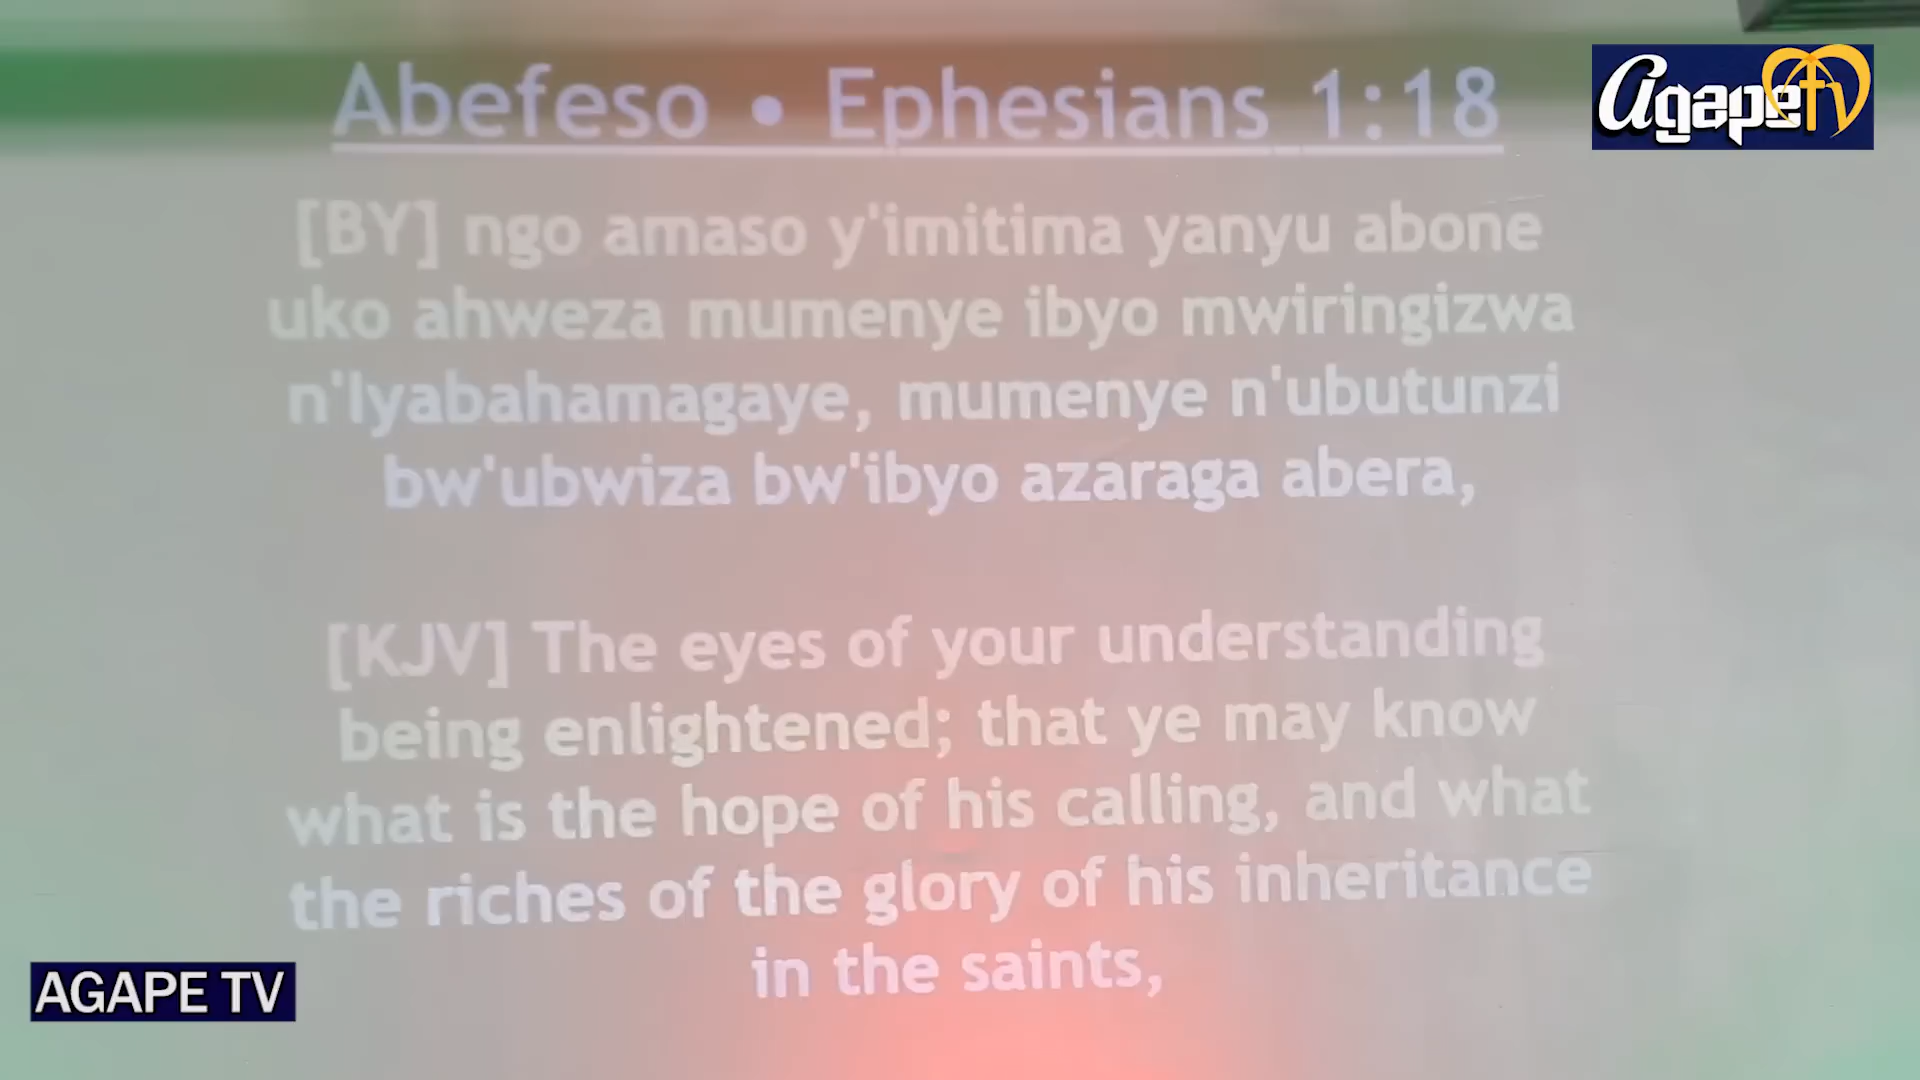 Abefeso • Ephesians 1:18
Agape TV
[BY] ngo amaso y'imitima yanyu abone
uko ahweza mumenye ibyo mwiringizwa
n'Iyabahamagaye, mumenye n'ubutunzi
bw'ubwiza bw'ibyo azaraga abera,
[KJV] The eyes of your understanding
being enlightened; that ye may know
what is the hope of his calling, and what
the riches of the glory of his inheritance
in the saints,
AGAPE TV